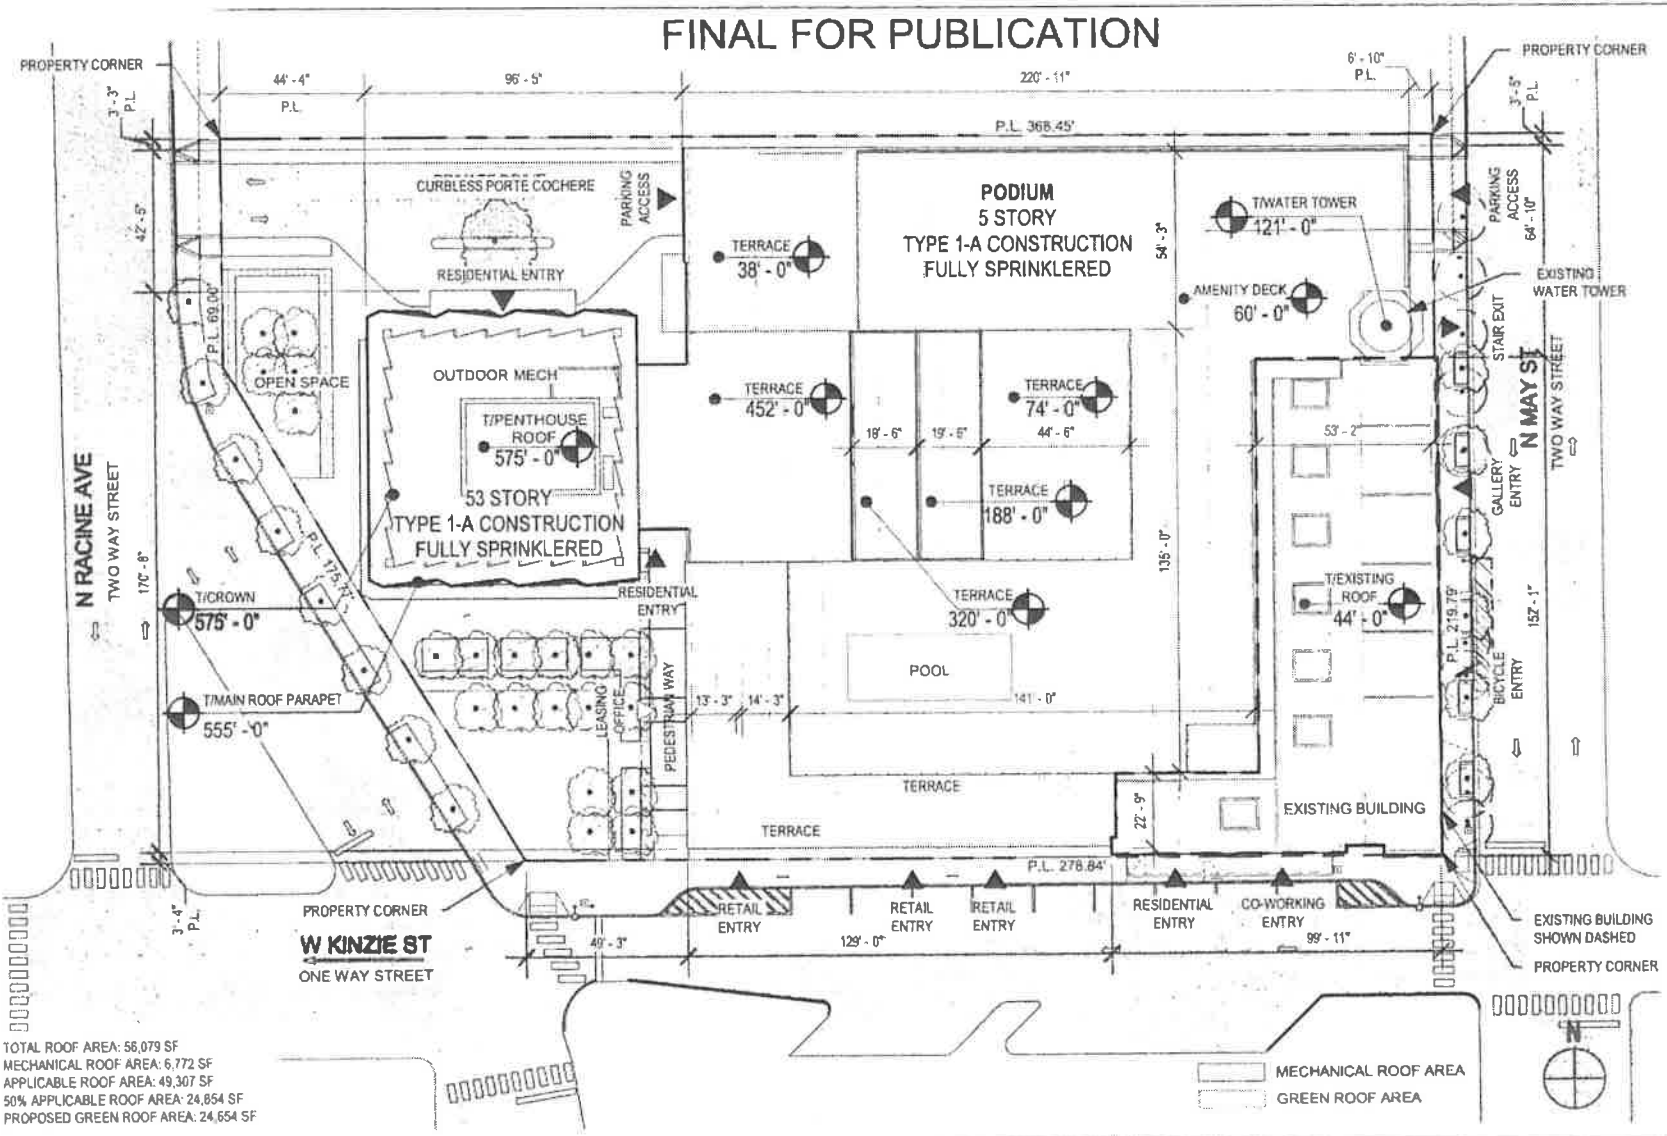 FINAL FOR PUBLICATION
PROPERTY CORNER
44' - 4"
P.L.
96' - 5"
220' - 11"
6' - 10"
P.L.
PROPERTY CORNER
3' - 3"
P.L.
3' - 5"
P.L.
P.L. 368.45'
CURBLESS PORTE COCHERE
PARKING
ACCESS
PODIUM
5 STORY
TYPE 1-A CONSTRUCTION
FULLY SPRINKLERED
T/WATER TOWER
121' - 0"
PARKING
ACCESS
64' - 10"
42' - 5"
54' - 3"
TERRACE
38' - 0"
RESIDENTIAL ENTRY
AMENITY DECK
60' - 0"
EXISTING
WATER TOWER
P.L. 69.00'
STAIR EXIT
OPEN SPACE
OUTDOOR MECH
T/PENTHOUSE
ROOF
575' - 0"
53 STORY
TYPE 1-A CONSTRUCTION
FULLY SPRINKLERED
TERRACE
452' - 0"
TERRACE
74' - 0"
18' - 6"
19' - 6"
44' - 6"
53' - 2"
TERRACE
188' - 0"
N MAY ST
TWO WAY STREET
GALLERY
ENTRY
N RACINE AVE
TWO WAY STREET
170' - 8"
P.L. 175.77'
135' - 0"
T/CROWN
575' - 0"
RESIDENTIAL
ENTRY
TERRACE
320' - 0"
T/EXISTING
ROOF
44' - 0"
P.L. 219.79'
152' - 1"
BICYCLE
ENTRY
POOL
T/MAIN ROOF PARAPET
555' - 0"
LEASING
OFFICE
PEDESTRIAN WAY
13' - 3"
14' - 3"
141' - 0"
TERRACE
TERRACE
22' - 9"
EXISTING BUILDING
P.L. 278.84'
3' - 4"
P.L.
PROPERTY CORNER
RETAIL
ENTRY
RETAIL
ENTRY
RETAIL
ENTRY
RESIDENTIAL
ENTRY
CO-WORKING
ENTRY
EXISTING BUILDING
SHOWN DASHED
W KINZIE ST
ONE WAY STREET
49' - 3"
129' - 0"
99' - 11"
PROPERTY CORNER
N
TOTAL ROOF AREA: 56,079 SF
MECHANICAL ROOF AREA: 6,772 SF
APPLICABLE ROOF AREA: 49,307 SF
50% APPLICABLE ROOF AREA: 24,654 SF
PROPOSED GREEN ROOF AREA: 24,654 SF
MECHANICAL ROOF AREA
GREEN ROOF AREA